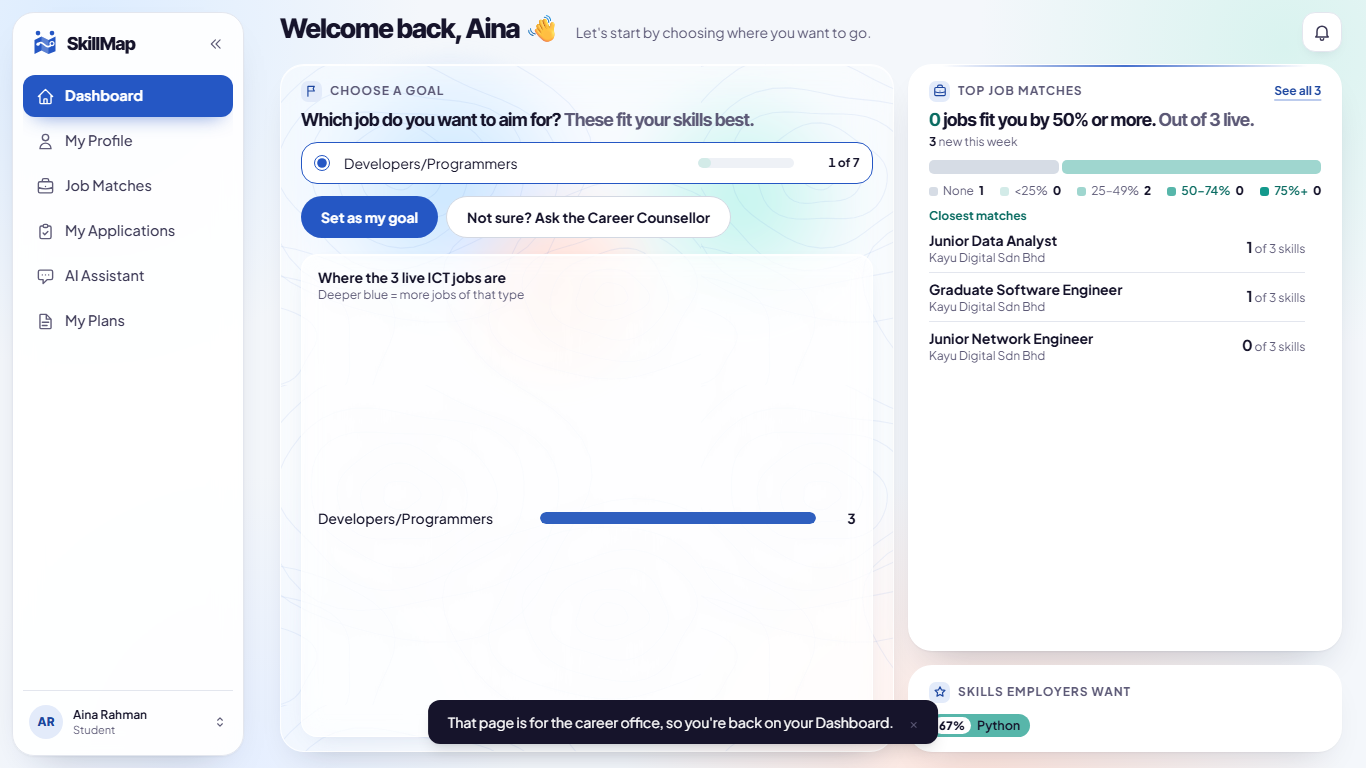 SkillMap
Dashboard
My Profile
Job Matches
My Applications
AI Assistant
My Plans
AR
Aina Rahman
Student
Welcome back, Aina 👋
Let's start by choosing where you want to go.
CHOOSE A GOAL
Which job do you want to aim for? These fit your skills best.
Developers/Programmers 1 of 7
Set as my goal
Not sure? Ask the Career Counsellor
Where the 3 live ICT jobs are
Deeper blue = more jobs of that type
Developers/Programmers 3
TOP JOB MATCHES
See all 3
0 jobs fit you by 50% or more. Out of 3 live.
3 new this week
None 1 <25% 0 25–49% 2 50–74% 0 75%+ 0
Closest matches
Junior Data Analyst
Kayu Digital Sdn Bhd
1 of 3 skills
Graduate Software Engineer
Kayu Digital Sdn Bhd
1 of 3 skills
Junior Network Engineer
Kayu Digital Sdn Bhd
0 of 3 skills
SKILLS EMPLOYERS WANT
67% Python
That page is for the career office, so you're back on your Dashboard. ×